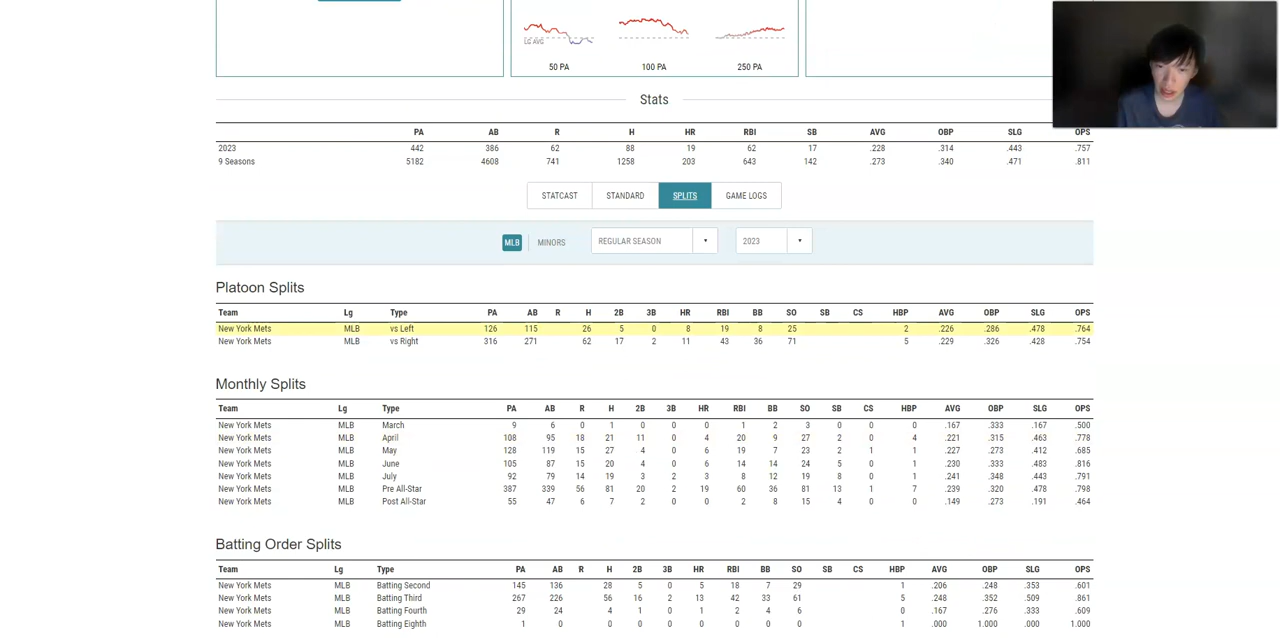 LG AVG
50 PA 100 PA 250 PA
Stats
PA AB R H HR RBI SB AVG OBP SLG OPS
2023 442 386 62 88 19 62 17 .228 .314 .443 .757
9 Seasons 5182 4608 741 1258 203 643 142 .273 .340 .471 .811
STATCAST STANDARD SPLITS GAME LOGS
MLB MINORS REGULAR SEASON 2023
Platoon Splits
Team Lg Type PA AB R H 2B 3B HR RBI BB SO SB CS HBP AVG OBP SLG OPS
New York Mets MLB vs Left 126 115 26 5 0 8 19 8 25 2 .226 .286 .478 .764
New York Mets MLB vs Right 316 271 62 17 2 11 43 36 71 5 .229 .326 .428 .754
Monthly Splits
Team Lg Type PA AB R H 2B 3B HR RBI BB SO SB CS HBP AVG OBP SLG OPS
New York Mets MLB March 9 6 0 1 0 0 0 1 2 3 0 0 0 .167 .333 .167 .500
New York Mets MLB April 108 95 18 21 11 0 4 20 9 27 2 0 4 .221 .315 .463 .778
New York Mets MLB May 128 119 15 27 4 0 6 19 7 23 2 1 1 .227 .273 .412 .685
New York Mets MLB June 105 87 15 20 4 0 6 14 14 24 5 0 1 .230 .333 .483 .816
New York Mets MLB July 92 79 14 19 3 2 3 8 12 19 8 0 1 .241 .348 .443 .791
New York Mets MLB Pre All-Star 387 339 56 81 20 2 19 60 36 81 13 1 7 .239 .320 .478 .798
New York Mets MLB Post All-Star 55 47 6 7 2 0 0 2 8 15 4 0 0 .149 .273 .191 .464
Batting Order Splits
Team Lg Type PA AB R H 2B 3B HR RBI BB SO SB CS HBP AVG OBP SLG OPS
New York Mets MLB Batting Second 145 136 28 5 0 5 18 7 29 1 .206 .248 .353 .601
New York Mets MLB Batting Third 267 226 56 16 2 13 42 33 61 5 .248 .352 .509 .861
New York Mets MLB Batting Fourth 29 24 4 1 0 1 2 4 6 0 .167 .276 .333 .609
New York Mets MLB Batting Eighth 1 0 0 0 0 0 0 0 0 1 .000 1.000 .000 1.000